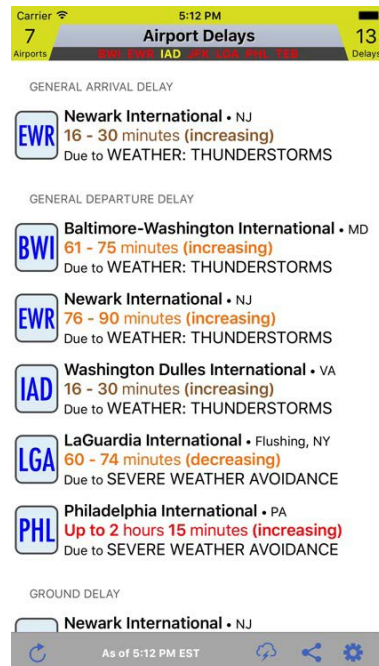 Carrier 5:12 PM
7 Airport Delays 13
Airports BWI EWR IAD JFK LGA PHL TEB Delays
GENERAL ARRIVAL DELAY
EWR
Newark International • NJ
16 - 30 minutes (increasing)
Due to WEATHER: THUNDERSTORMS
GENERAL DEPARTURE DELAY
BWI
Baltimore-Washington International • MD
61 - 75 minutes (increasing)
Due to WEATHER: THUNDERSTORMS
EWR
Newark International • NJ
76 - 90 minutes (increasing)
Due to WEATHER: THUNDERSTORMS
IAD
Washington Dulles International • VA
16 - 30 minutes (increasing)
Due to WEATHER: THUNDERSTORMS
LGA
LaGuardia International • Flushing, NY
60 - 74 minutes (decreasing)
Due to SEVERE WEATHER AVOIDANCE
PHL
Philadelphia International • PA
Up to 2 hours 15 minutes (increasing)
Due to SEVERE WEATHER AVOIDANCE
GROUND DELAY
Newark International • NJ
As of 5:12 PM EST